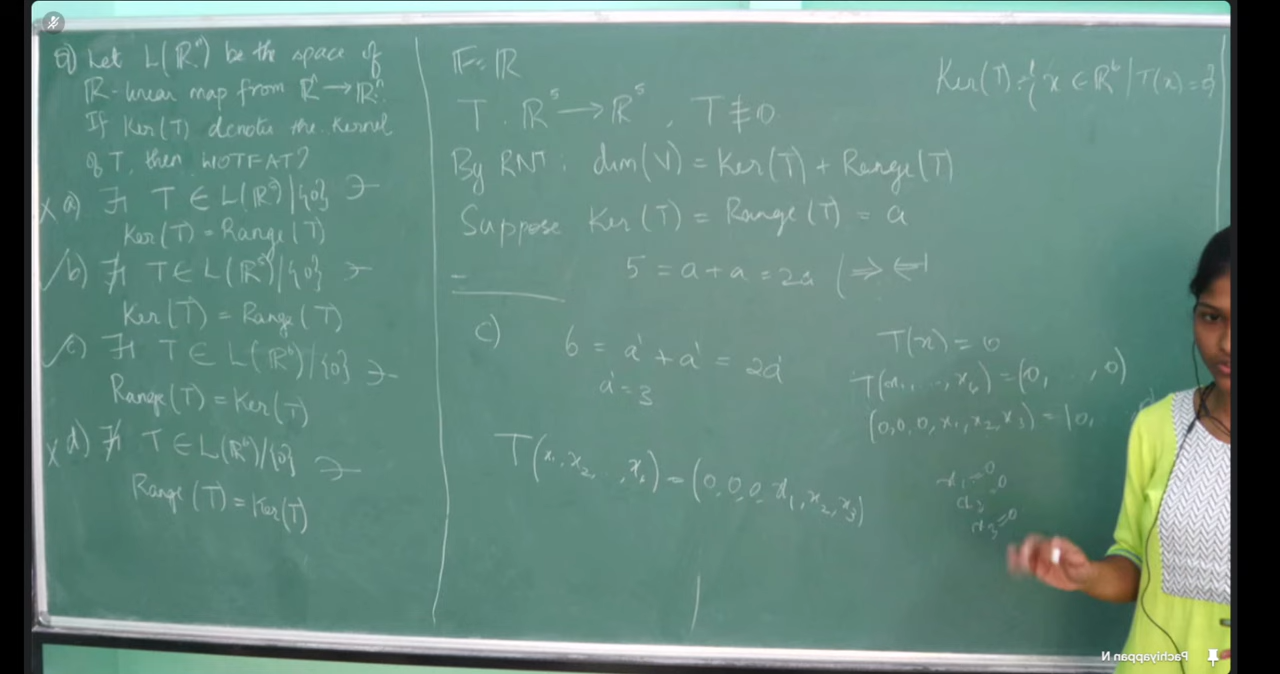 Q) Let L(ℝⁿ) be the space of
ℝ-linear map from ℝⁿ → ℝⁿ.
If Ker(T) denote the Kernel
of T, then WOTFAT?
x a) ∃ T ∈ L(ℝ⁵)|{0} ∋
Ker(T) = Range(T)
✓ b) ∄ T ∈ L(ℝ⁵)|{0} ∋
Ker(T) = Range(T)
✓ c) ∃ T ∈ L(ℝ⁶)/{0} ∋
Range(T) = Ker(T)
x d) ∄ T ∈ L(ℝ⁶)/{0} ∋
Range(T) = Ker(T)
F = ℝ
T : ℝ⁵ → ℝ⁵, T ≢ 0
By RNT : dim(V) = Ker(T) + Range(T)
Suppose Ker(T) = Range(T) = a
5 = a + a = 2a (⇒⇐)
c) 6 = a' + a' = 2a'
a' = 3
T(x₁, x₂, ..., x₆) = (0, 0, 0, x₁, x₂, x₃)
Ker(T) = { x ∈ ℝ⁶ / T(x) = 0}
T(x) = 0
T(x₁, ..., x₆) = (0, ..., 0)
(0,0,0, x₁, x₂, x₃) = (0,
x₁ = 0
x₂ = 0
x₃ = 0
Pachiyappan N